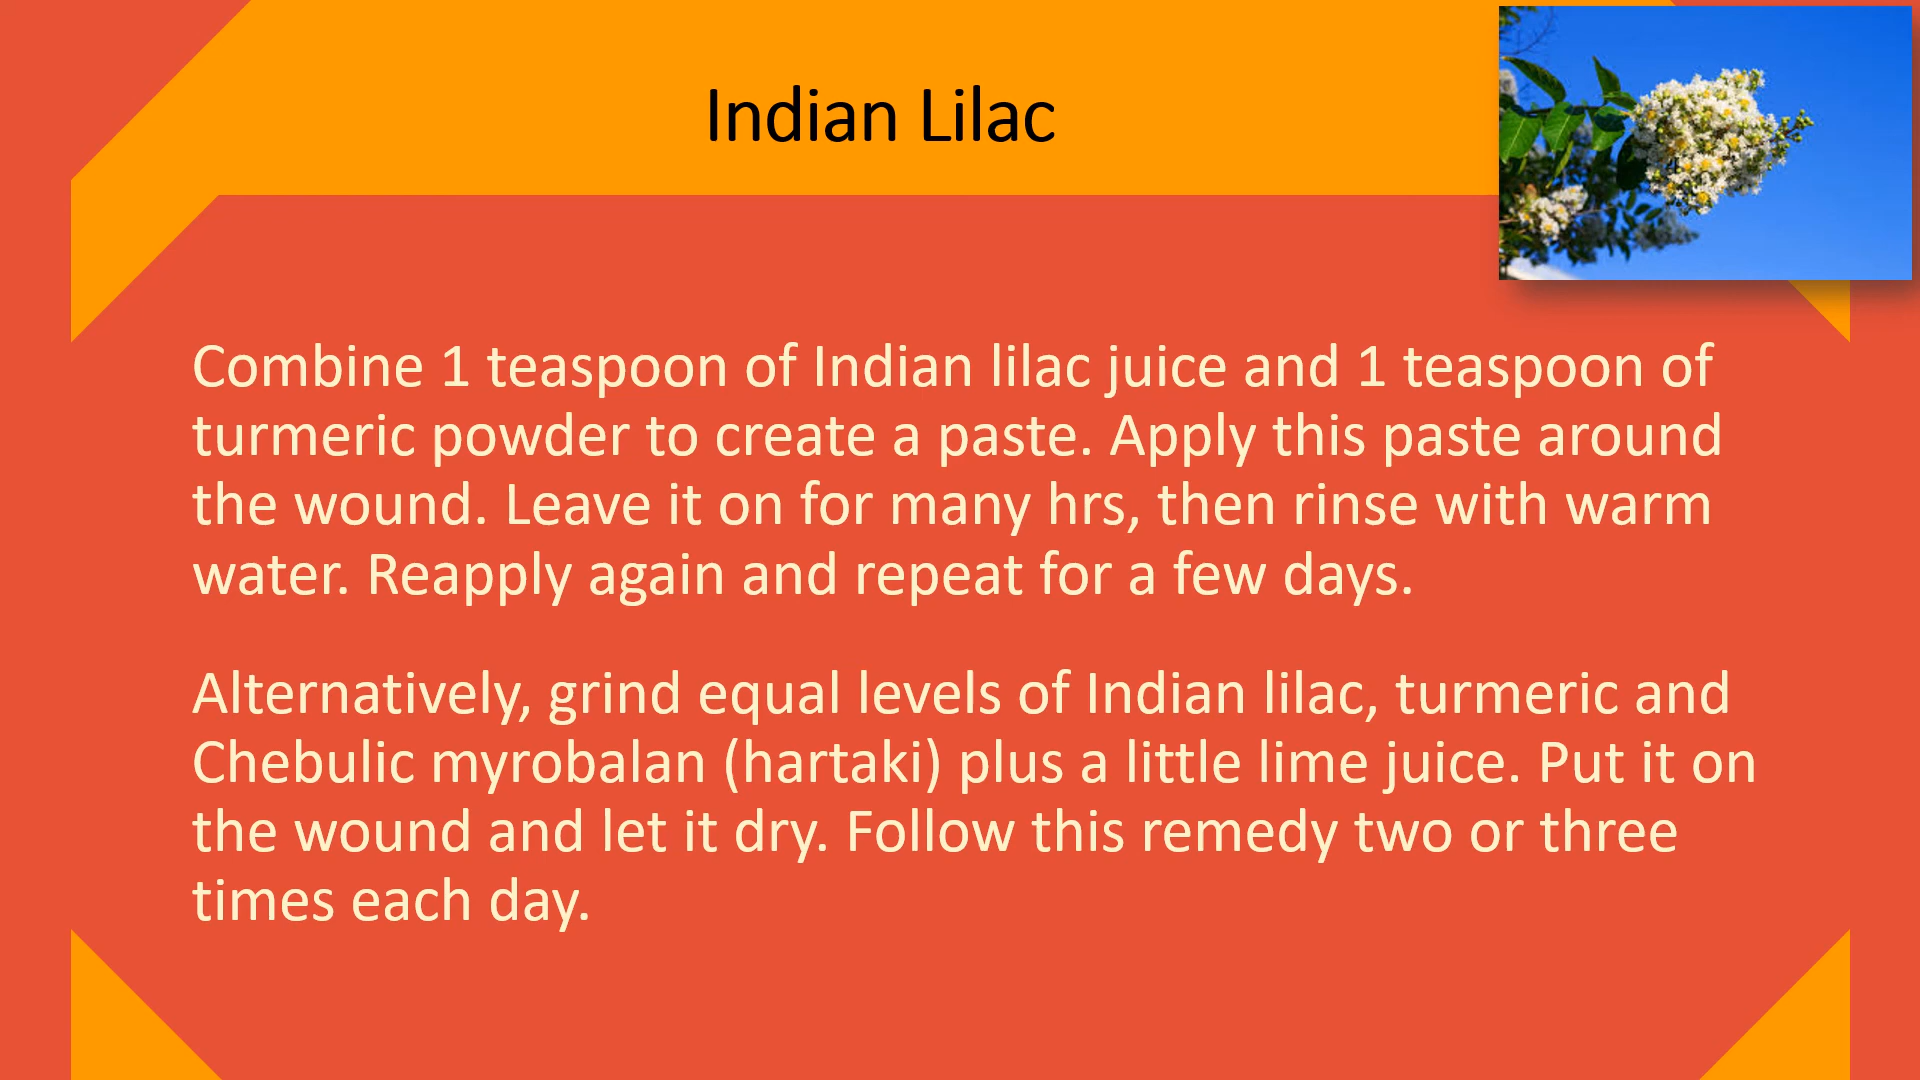 Indian Lilac
Combine 1 teaspoon of Indian lilac juice and 1 teaspoon of
turmeric powder to create a paste. Apply this paste around
the wound. Leave it on for many hrs, then rinse with warm
water. Reapply again and repeat for a few days.
Alternatively, grind equal levels of Indian lilac, turmeric and
Chebulic myrobalan (hartaki) plus a little lime juice. Put it on
the wound and let it dry. Follow this remedy two or three
times each day.